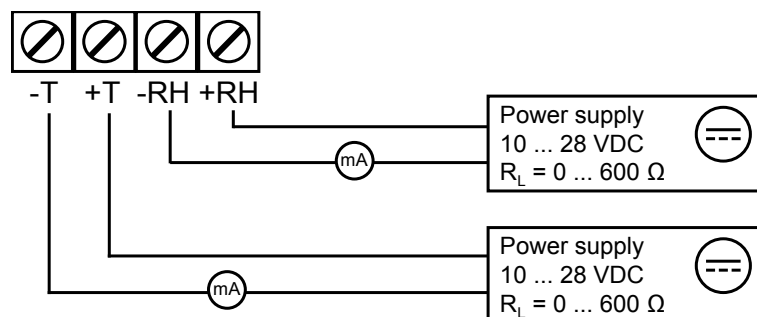 -T +T -RH +RH
Power supply
10 ... 28 VDC
R_L = 0 ... 600 Ω
mA
Power supply
10 ... 28 VDC
R_L = 0 ... 600 Ω
mA